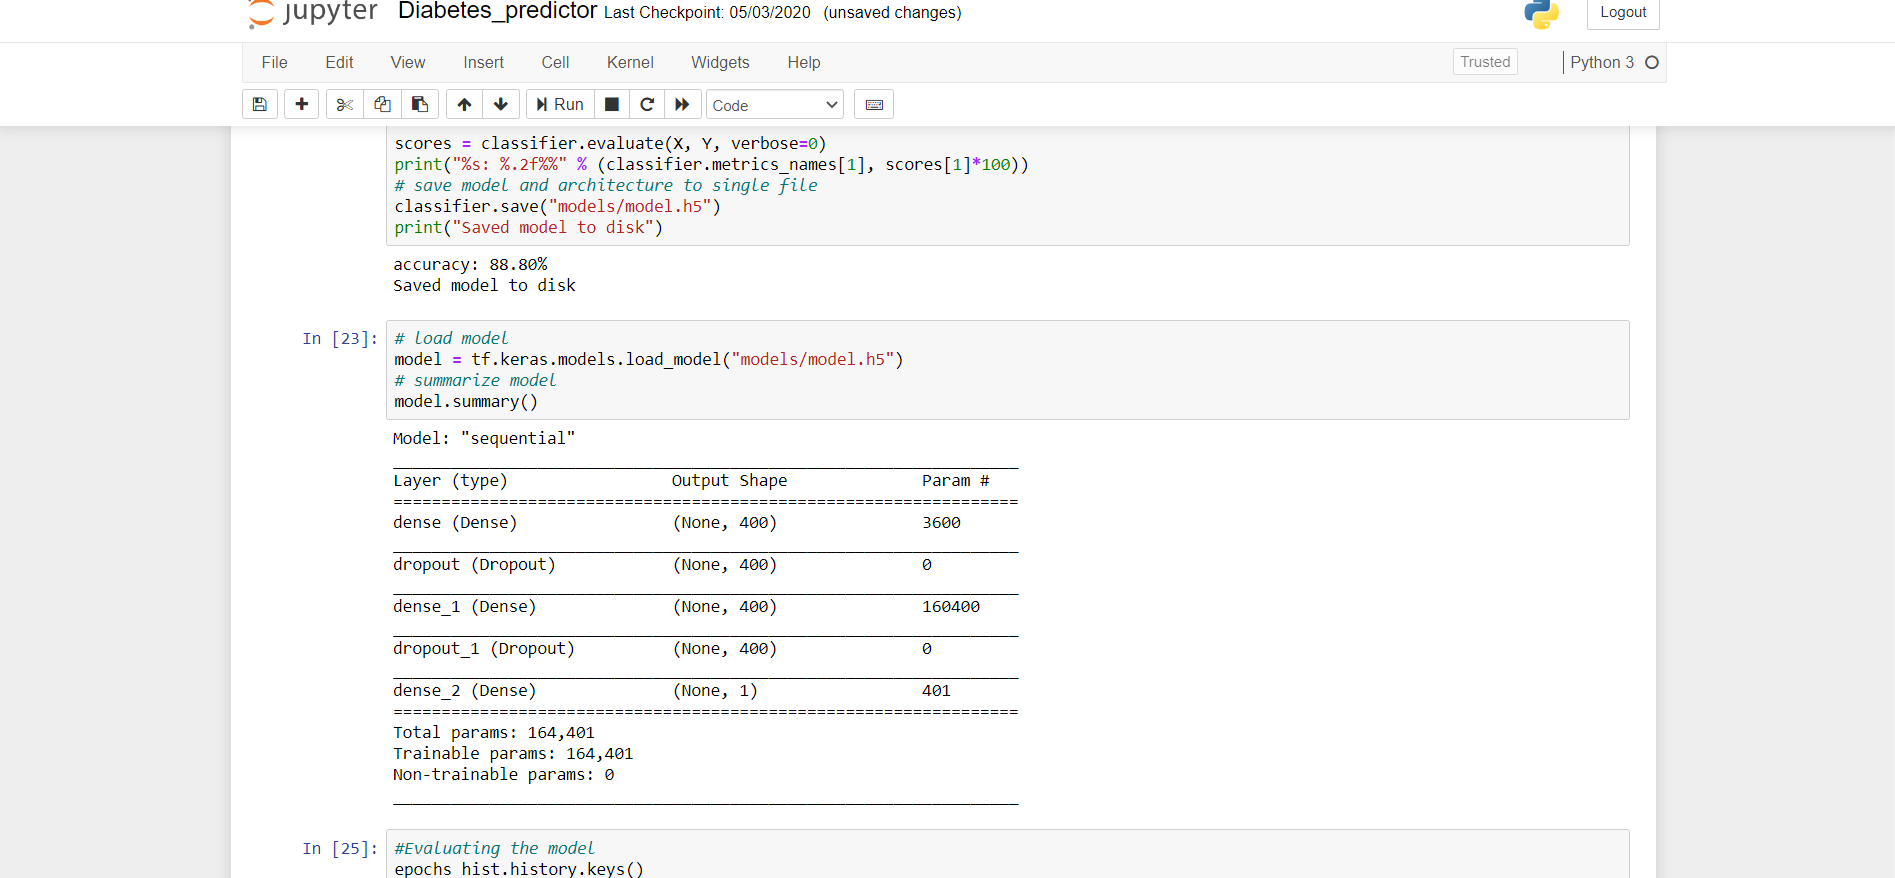 jupyter Diabetes_predictor Last Checkpoint: 05/03/2020 (unsaved changes) Logout
File Edit View Insert Cell Kernel Widgets Help Trusted Python 3
Run Code
scores = classifier.evaluate(X, Y, verbose=0)
print("%s: %.2f%%" % (classifier.metrics_names[1], scores[1]*100))
# save model and architecture to single file
classifier.save("models/model.h5")
print("Saved model to disk")
accuracy: 88.80%
Saved model to disk
In [23]: # load model
model = tf.keras.models.load_model("models/model.h5")
# summarize model
model.summary()
Model: "sequential"
_________________________________________________________________
Layer (type) Output Shape Param #
=================================================================
dense (Dense) (None, 400) 3600
_________________________________________________________________
dropout (Dropout) (None, 400) 0
_________________________________________________________________
dense_1 (Dense) (None, 400) 160400
_________________________________________________________________
dropout_1 (Dropout) (None, 400) 0
_________________________________________________________________
dense_2 (Dense) (None, 1) 401
=================================================================
Total params: 164,401
Trainable params: 164,401
Non-trainable params: 0
_________________________________________________________________
In [25]: #Evaluating the model
epochs hist.history.keys()